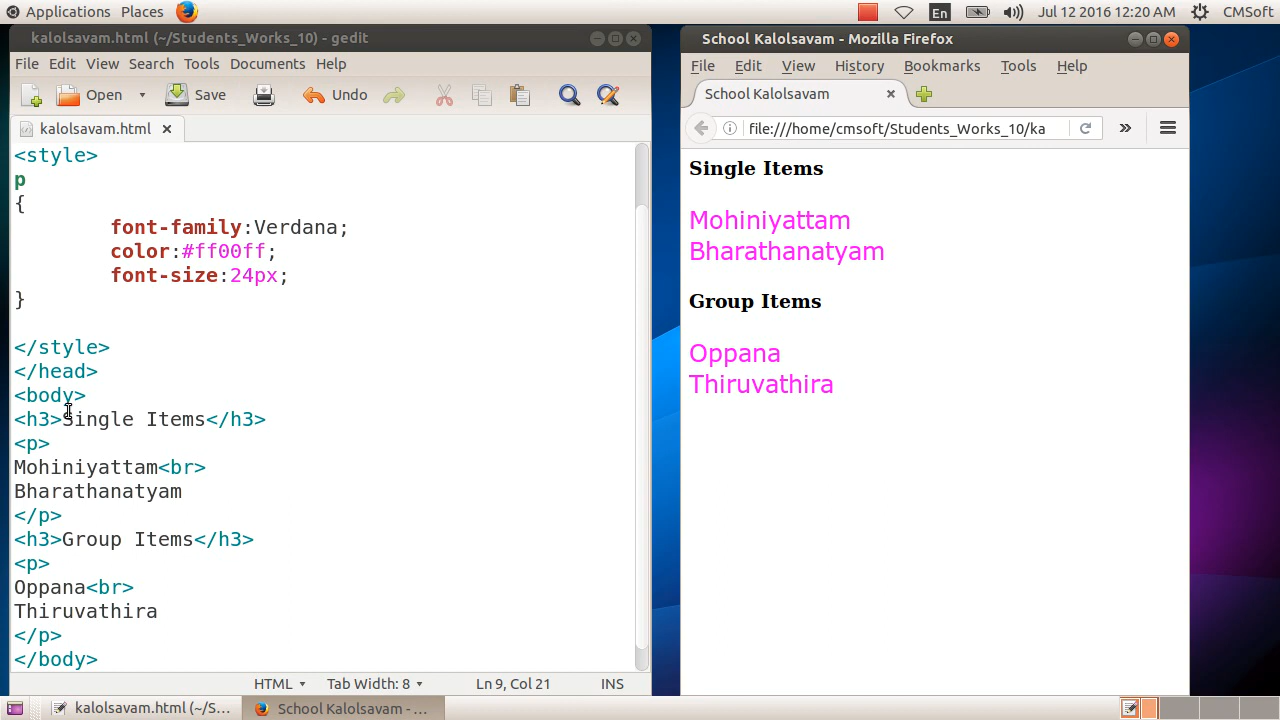 Applications Places En Jul 12 2016 12:20 AM CMSoft
kalolsavam.html (~/Students_Works_10) - gedit
File Edit View Search Tools Documents Help
Open Save Undo
kalolsavam.html
<style>
p
{
font-family:Verdana;
color:#ff00ff;
font-size:24px;
}
</style>
</head>
<body>
<h3>Single Items</h3>
<p>
Mohiniyattam<br>
Bharathanatyam
</p>
<h3>Group Items</h3>
<p>
Oppana<br>
Thiruvathira
</p>
</body>
HTML Tab Width: 8 Ln 9, Col 21 INS
School Kalolsavam - Mozilla Firefox
File Edit View History Bookmarks Tools Help
School Kalolsavam
file:///home/cmsoft/Students_Works_10/ka
Single Items
Mohiniyattam
Bharathanatyam
Group Items
Oppana
Thiruvathira
kalolsavam.html (~/S... School Kalolsavam - ...